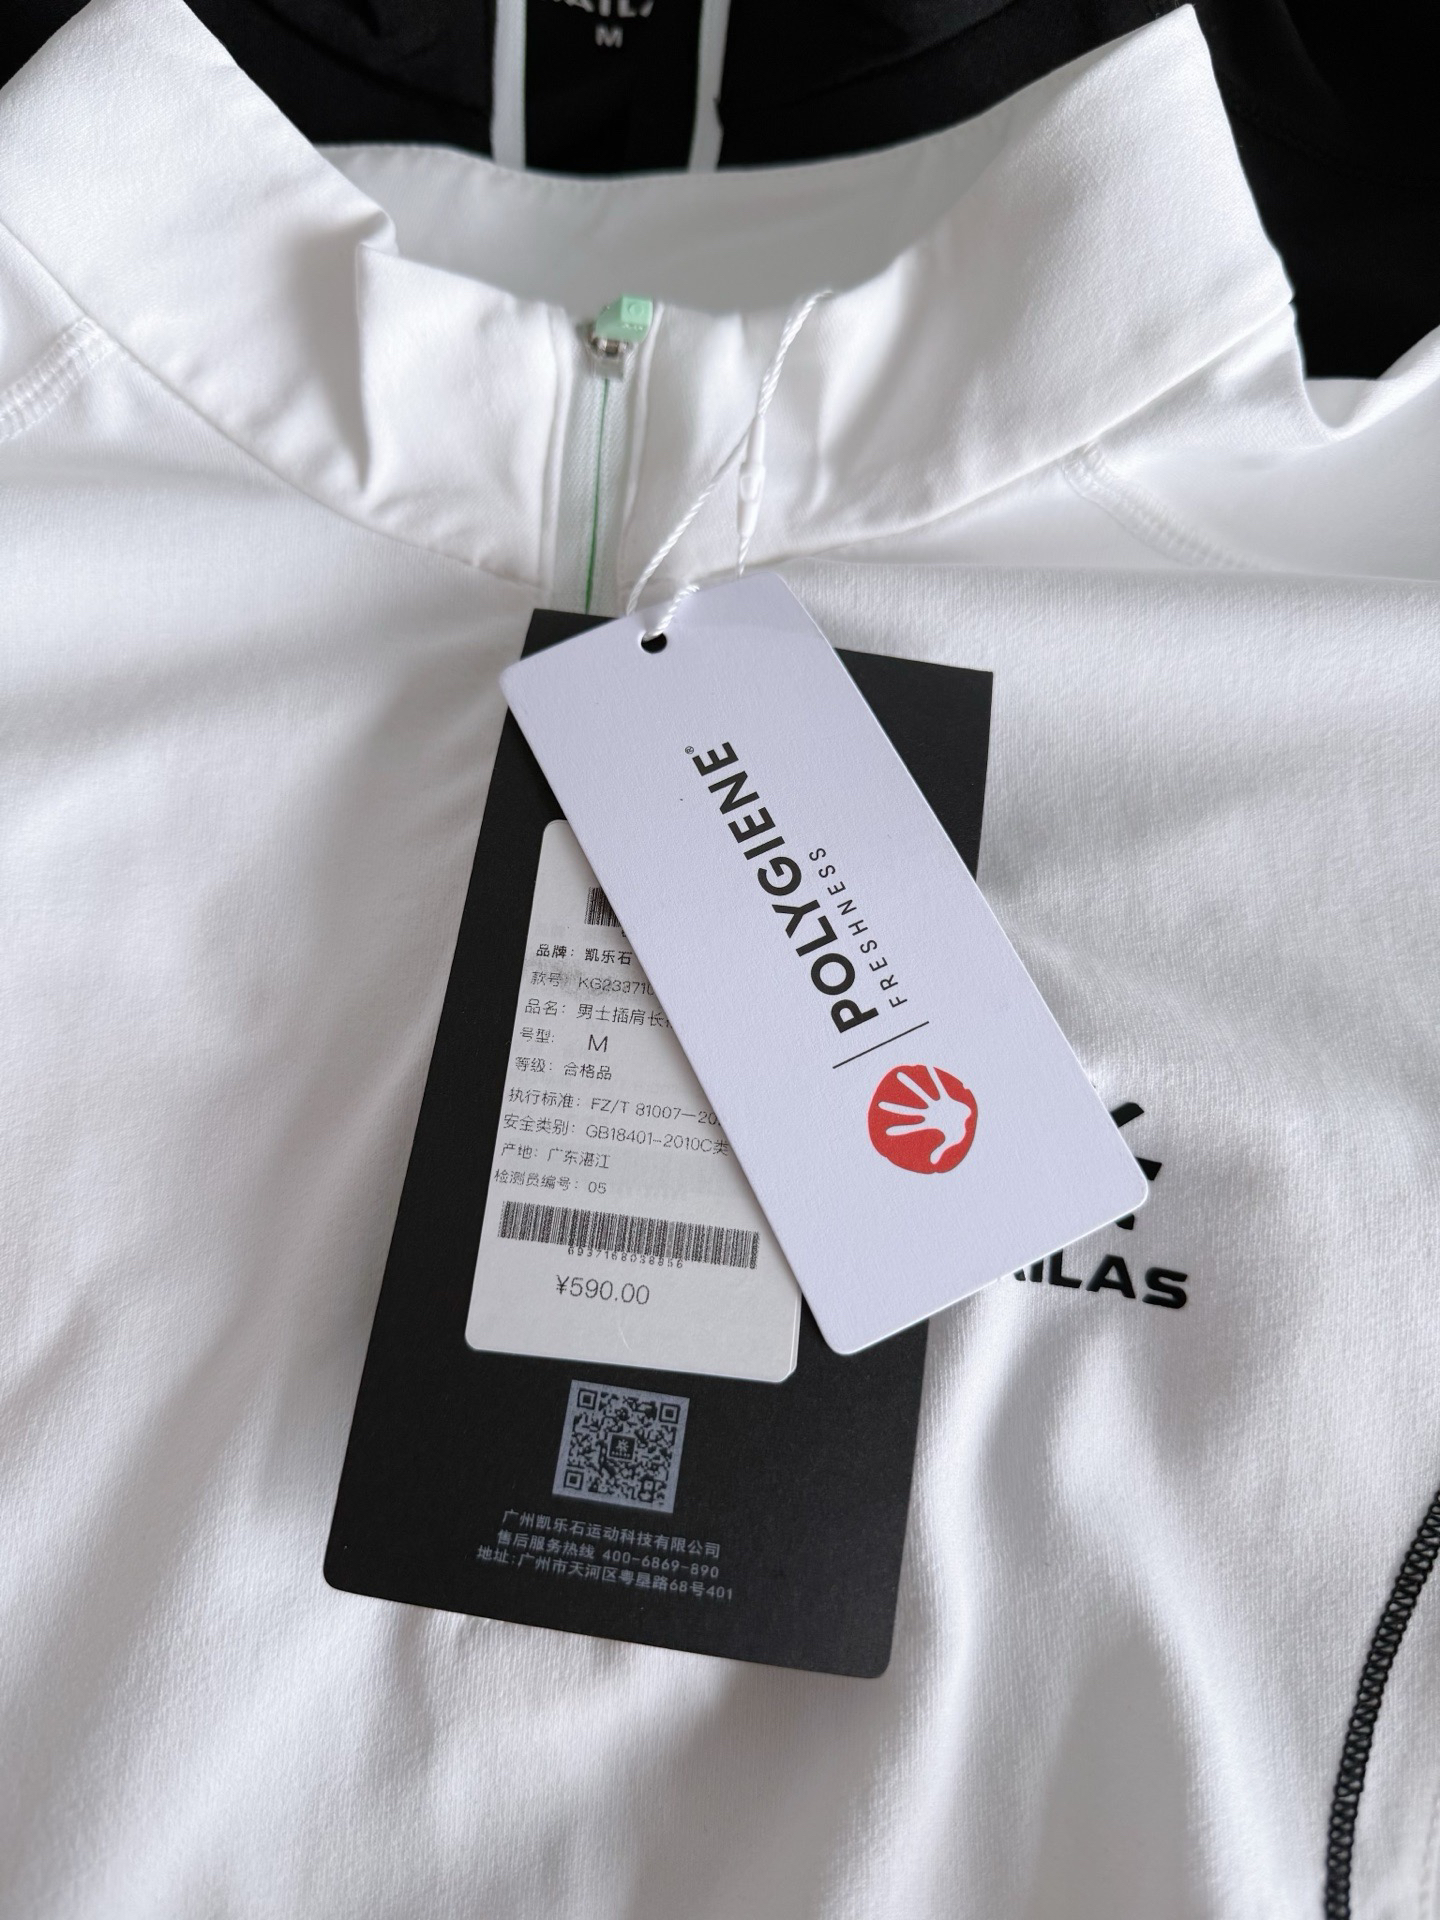 M
POLYGIENE®
FRESHNESS
品牌: 凯乐石
款号: KG233710
品名: 男士插肩长
号型: M
等级: 合格品
执行标准: FZ/T 81007—20
安全类别: GB18401-2010C类
产地: 广东湛江
检测员编号: 05
6937168038856
¥590.00
广州凯乐石运动科技有限公司
售后服务热线 400-6869-890
地址:广州市天河区粤垦路68号401
AILAS